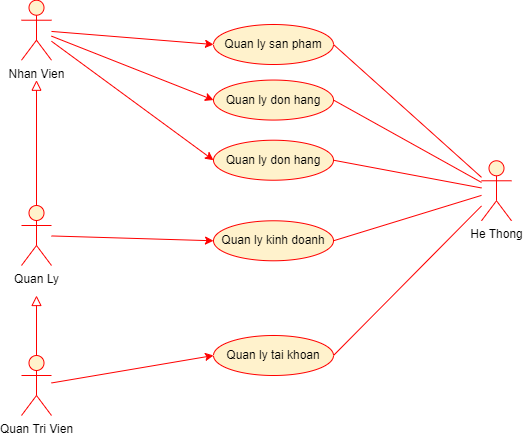 Quan ly san pham
Nhan Vien
Quan ly don hang
Quan ly don hang
He Thong
Quan ly kinh doanh
Quan Ly
Quan ly tai khoan
Quan Tri Vien